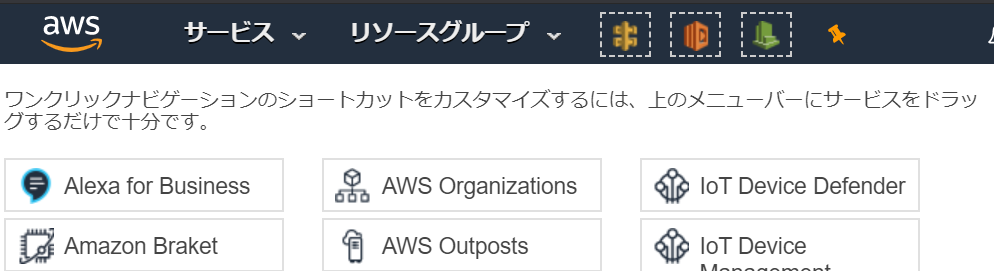 aws サービス リソースグループ
ワンクリックナビゲーションのショートカットをカスタマイズするには、上のメニューバーにサービスをドラッ
グするだけで十分です。
Alexa for Business AWS Organizations IoT Device Defender
Amazon Braket AWS Outposts IoT Device
Management